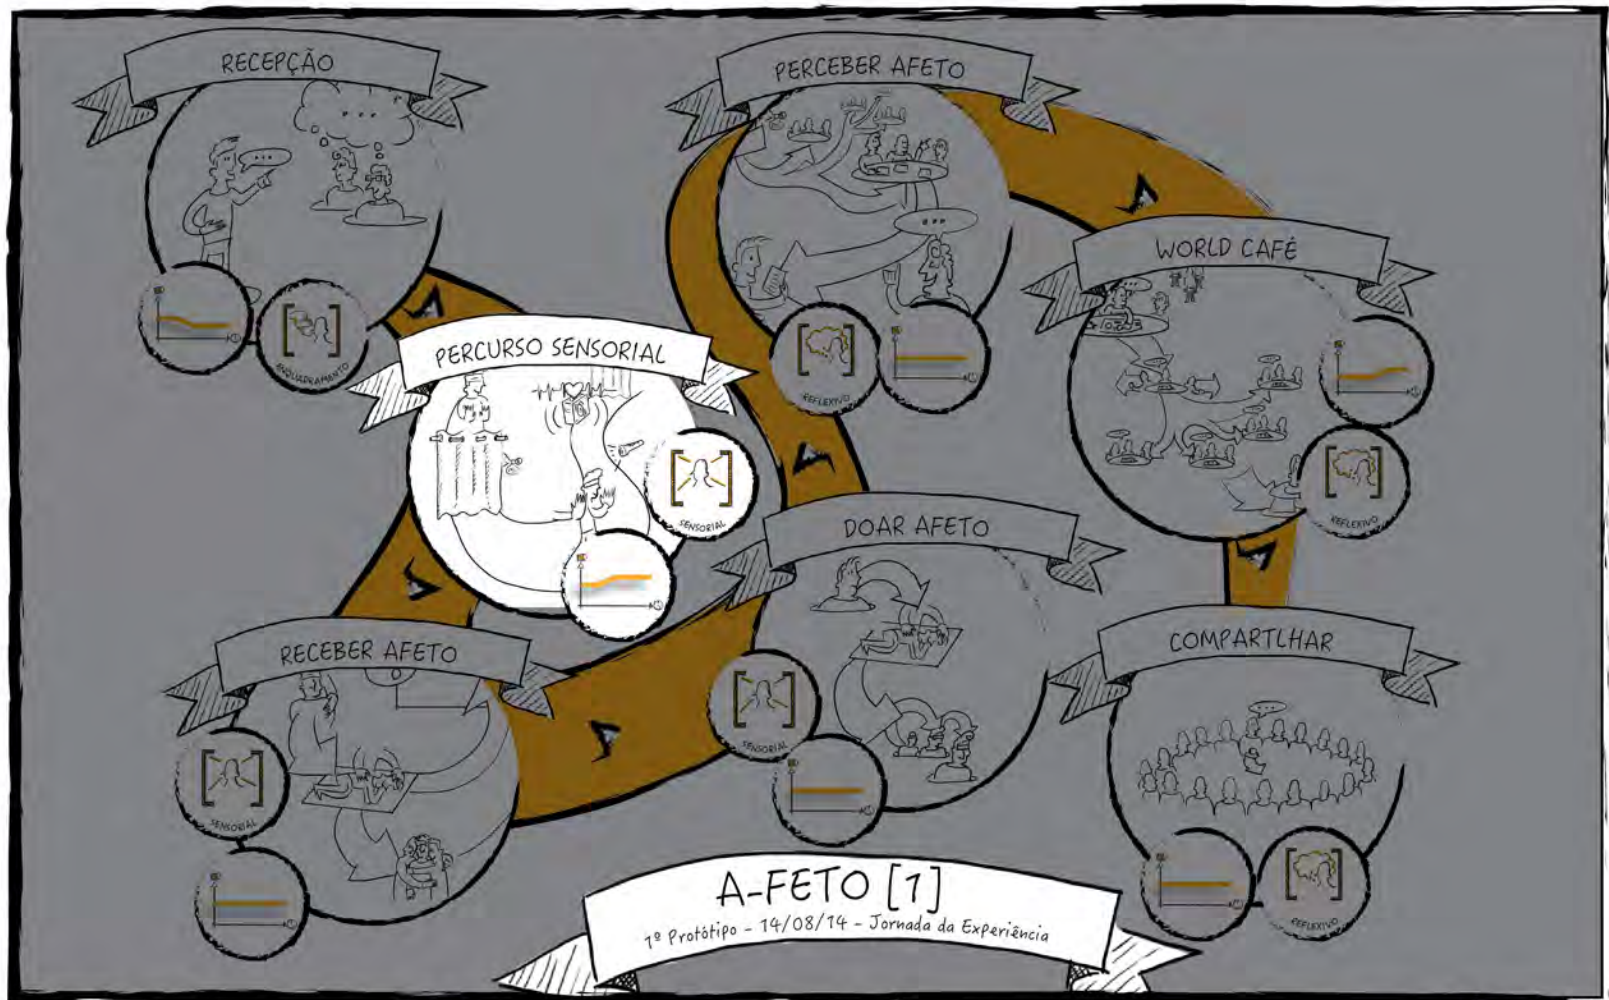 RECEPÇÃO
ENQUADRAMENTO
PERCURSO SENSORIAL
SENSORIAL
RECEBER AFETO
SENSORIAL
DOAR AFETO
SENSORIAL
PERCEBER AFETO
REFLEXIVO
WORLD CAFÉ
REFLEXIVO
COMPARTLHAR
REFLEXIVO
A-FETO [1]
1º Protótipo - 14/08/14 - Jornada da Experiência